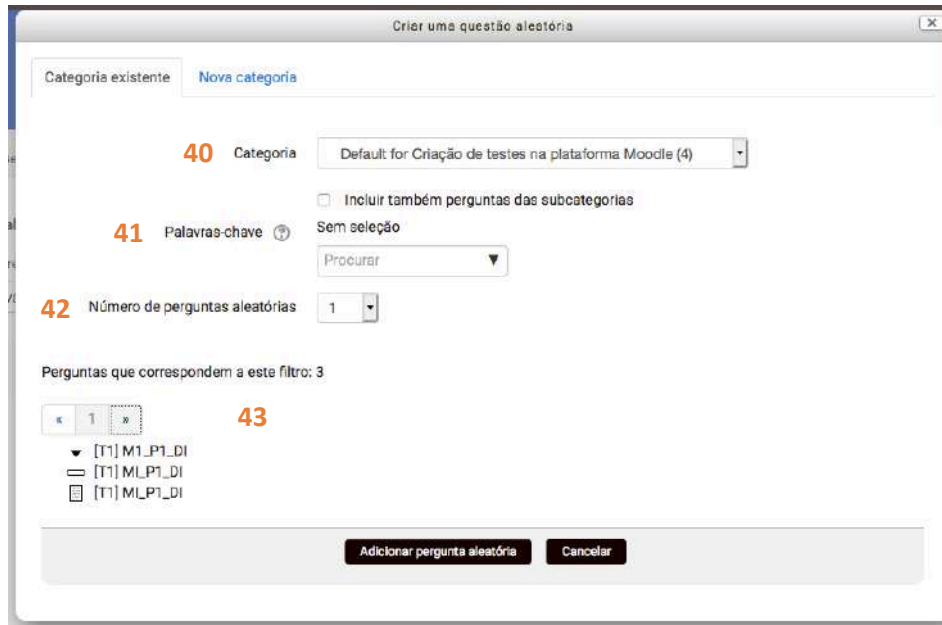 Criar uma questão aleatória
Categoria existente Nova categoria
40 Categoria Default for Criação de testes na plataforma Moodle (4)
Incluir também perguntas das subcategorias
41 Palavras-chave Sem seleção
Procurar
42 Número de perguntas aleatórias 1
Perguntas que correspondem a este filtro: 3
« 1 » 43
[T1] M1_P1_DI
[T1] MI_P1_DI
[T1] MI_P1_DI
Adicionar pergunta aleatória Cancelar